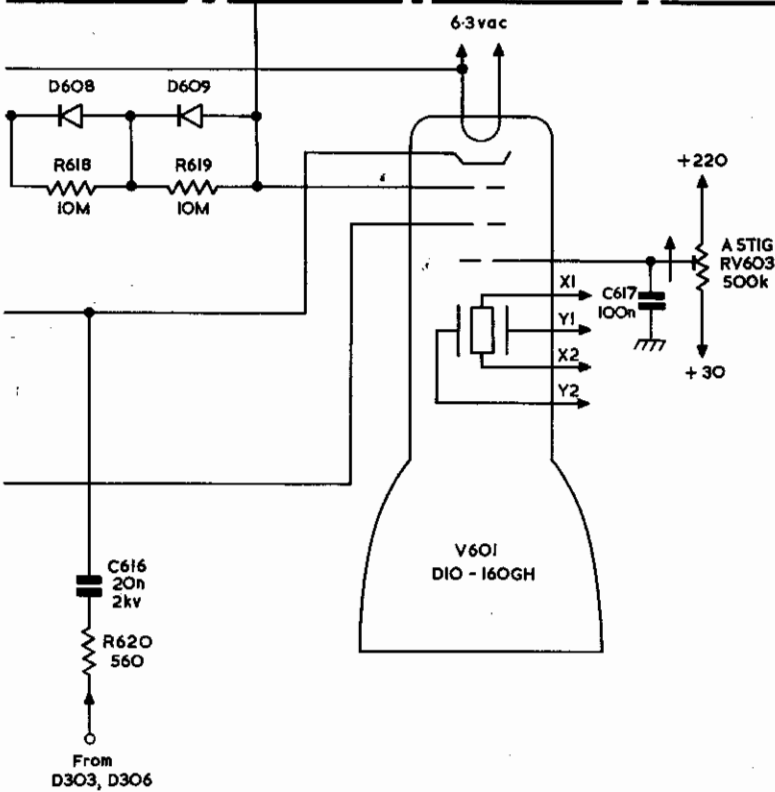 6·3vac
D608
D609
R618
10M
R619
10M
+220
ASTIG
RV603
500k
+30
C617
100n
X1
Y1
X2
Y2
V601
D10 - 160GH
C616
20n
2kv
R620
560
From
D303, D306